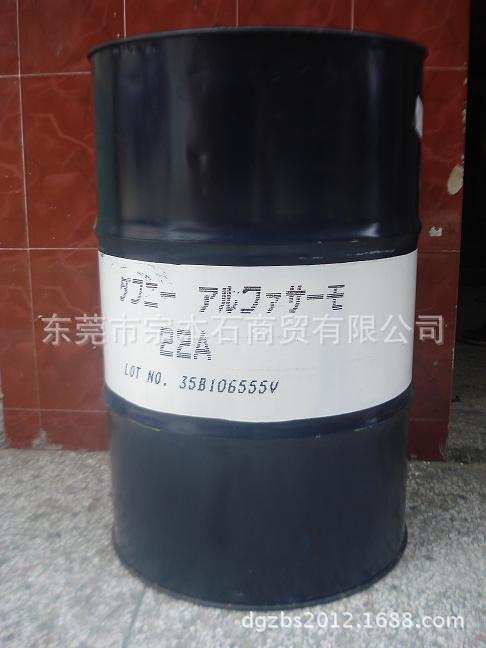 ダフニー アルファサーモ
东莞市宗水石商贸有限公司
22A
LOT NO. 35B106555V
dgzbs2012.1688.com